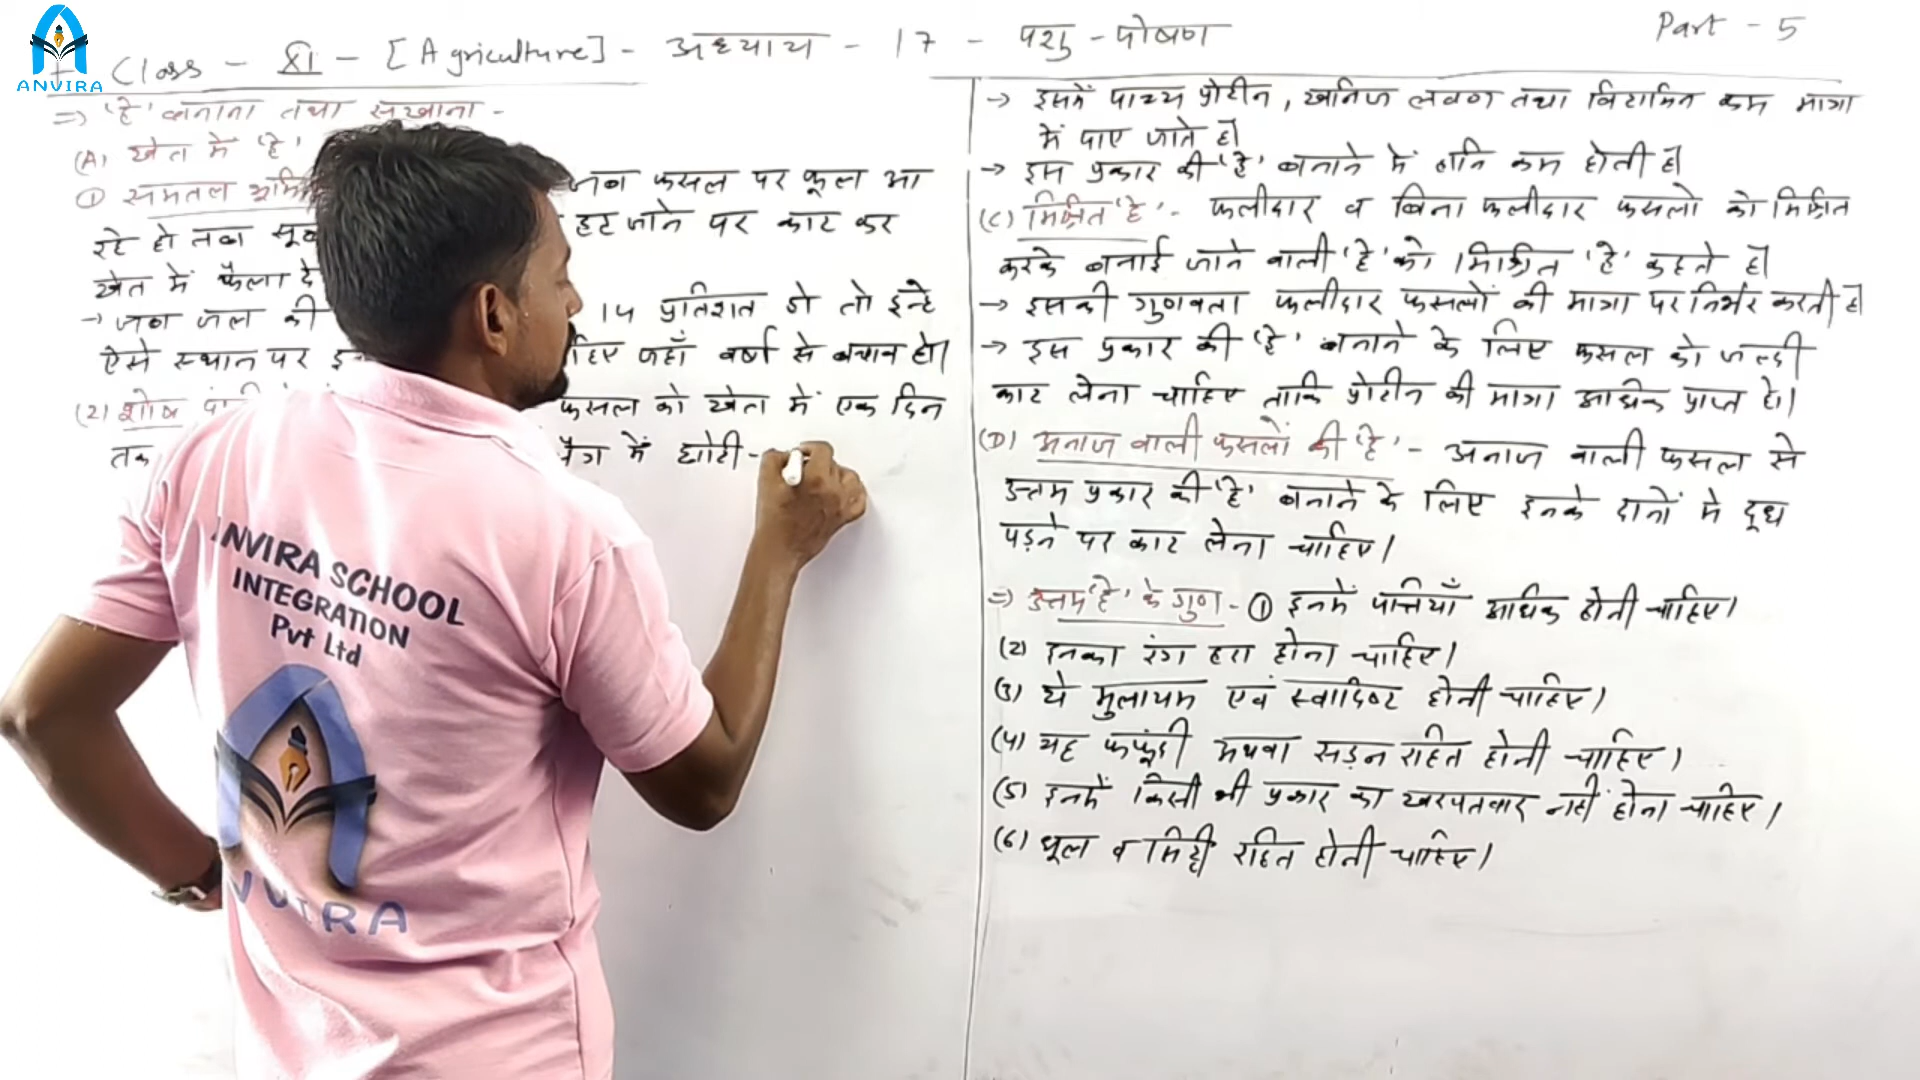 ANVIRA
Class - XI - [Agriculture] - अध्याय - 17 - पशु - पोषण
Part - 5
=> 'हे' बनाना तथा सुखाना -
(A) खेत में 'हे'
① समतल भूमि जब फसल पर फूल आ
रहे हो तब सूख हट जाने पर काट कर
खेत में फैला दे
→ जब जल की 14 प्रतिशत हो तो इन्हे
ऐसे स्थान पर जहाँ वर्षा से बचाव हो।
(2) शोष्क फसल को खेत में एक दिन
तक में छोटी -
→ इसमें पाच्य प्रोटीन, खनिज लवण तथा विटामिन कम मात्रा
में पाए जाते है।
→ इस प्रकार की 'हे' बनाने में हानि कम होती है।
(C) मिश्रित 'हे' - फलीदार व बिना फलीदार फसलो को मिश्रित
करके बनाई जाने वाली 'हे' को मिश्रित 'हे' कहते है।
→ इसकी गुणवता फलीदार फसलों की मात्रा पर निर्भर करती है।
→ इस प्रकार की 'हे' बनाने के लिए फसल को जल्दी
काट लेना चाहिए ताकि प्रोटीन की मात्रा अधिक प्राप्त हो।
(D) अनाज वाली फसलों की 'हे' - अनाज वाली फसल से
उत्तम प्रकार की 'हे' बनाने के लिए इनके दानों मे दूध
पड़ने पर काट लेना चाहिए।
=> उत्तम 'हे' के गुण - ① इनमें पत्तियाँ अधिक होनी चाहिए।
(2) इनका रंग हरा होना चाहिए।
(3) ये मुलायम एवं स्वादिष्ट होनी चाहिए।
(4) यह फफूंदी अथवा सड़न रहित होनी चाहिए।
(5) इनमें किसी भी प्रकार का खरपतवार नहीं होना चाहिए।
(6) धूल व मिट्टी रहित होनी चाहिए।
ANVIRA SCHOOL
INTEGRATION
Pvt Ltd
ANVIRA